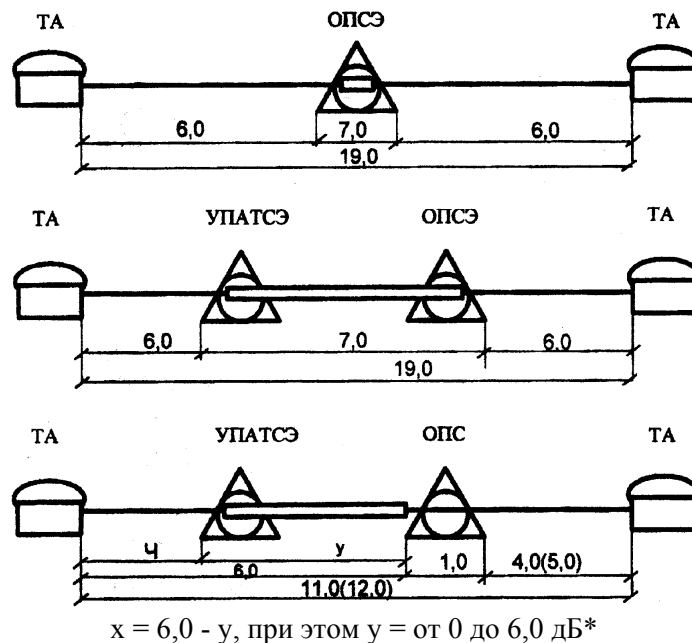 ТА ОПСЭ ТА
6,0 7,0 6,0
19,0
ТА УПАТСЭ ОПСЭ ТА
6,0 7,0 6,0
19,0
ТА УПАТСЭ ОПС ТА
Ч у
6,0 1,0 4,0(5,0)
11,0(12,0)
x = 6,0 - y, при этом y = от 0 до 6,0 дБ*